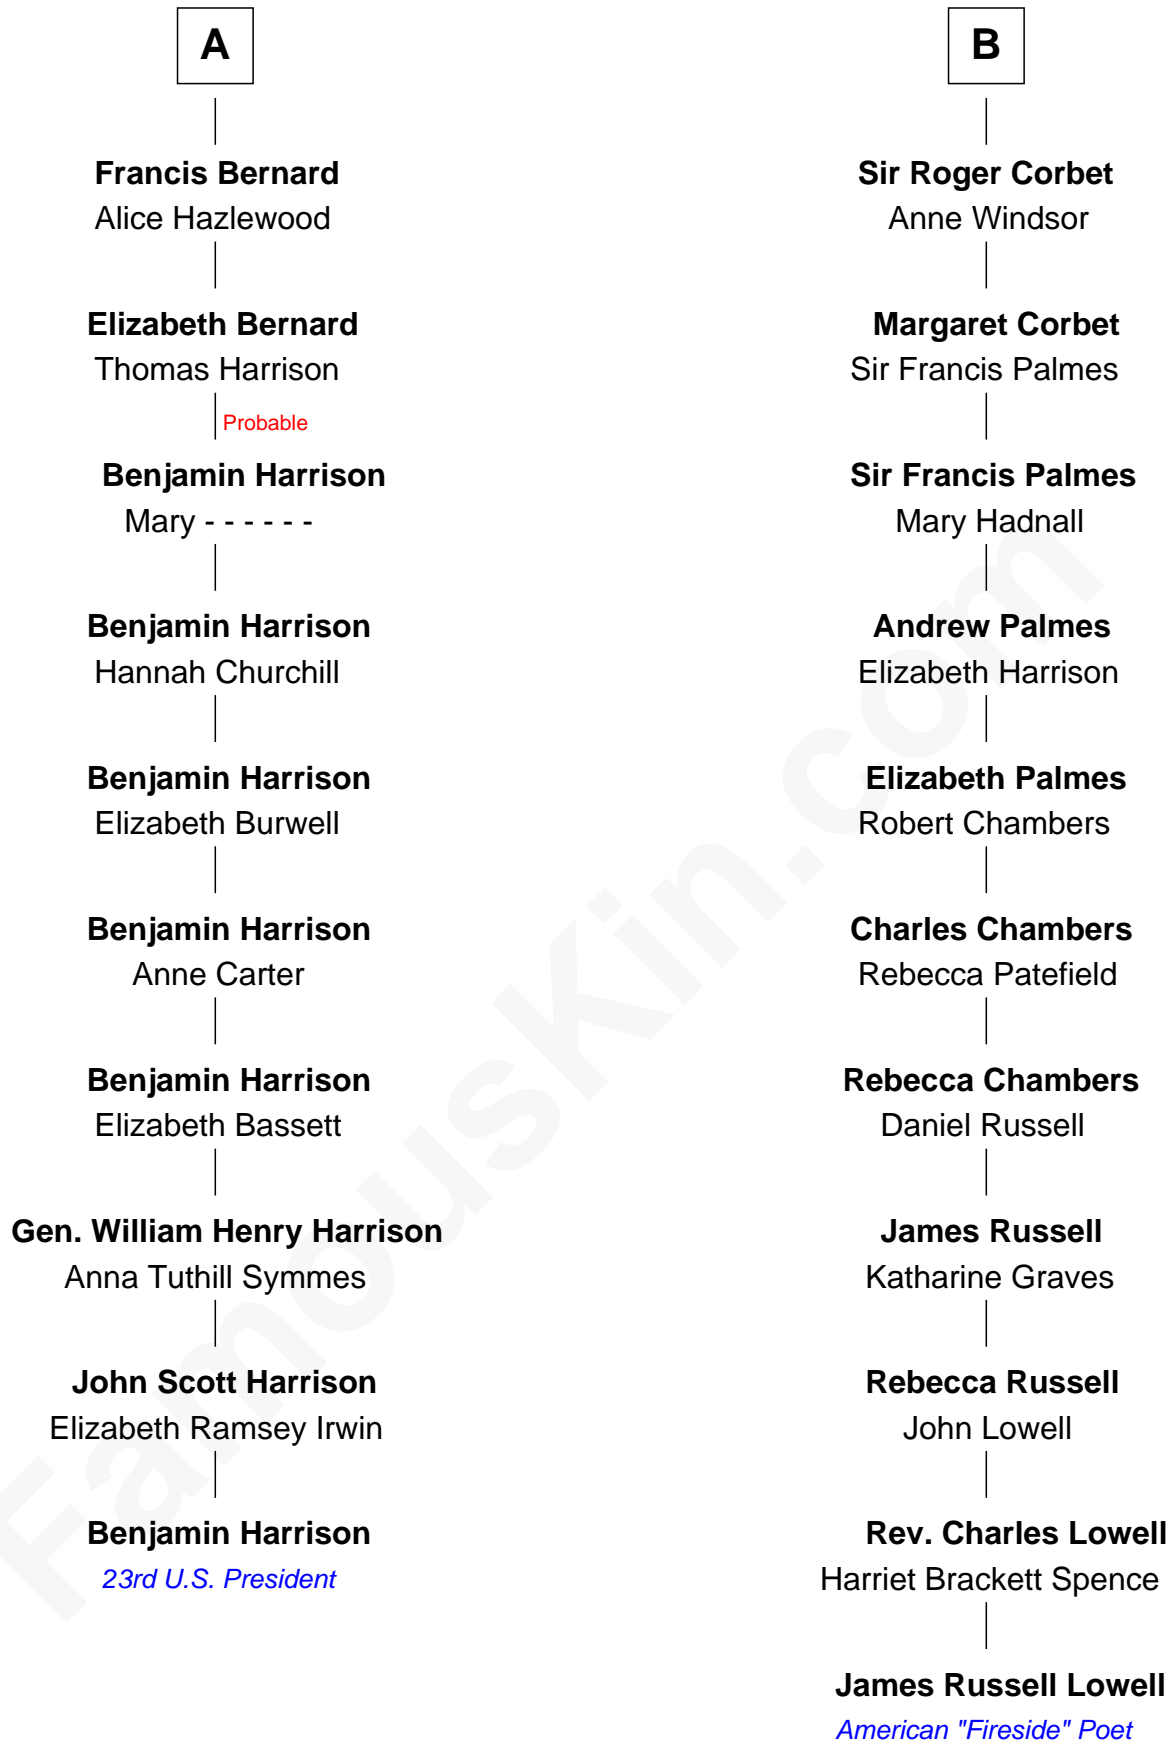 A
Francis Bernard
Alice Hazlewood
Elizabeth Bernard
Thomas Harrison
Probable
Benjamin Harrison
Mary - - - - - -
Benjamin Harrison
Hannah Churchill
Benjamin Harrison
Elizabeth Burwell
Benjamin Harrison
Anne Carter
Benjamin Harrison
Elizabeth Bassett
Gen. William Henry Harrison
Anna Tuthill Symmes
John Scott Harrison
Elizabeth Ramsey Irwin
Benjamin Harrison
23rd U.S. President
B
Sir Roger Corbet
Anne Windsor
Margaret Corbet
Sir Francis Palmes
Sir Francis Palmes
Mary Hadnall
Andrew Palmes
Elizabeth Harrison
Elizabeth Palmes
Robert Chambers
Charles Chambers
Rebecca Patefield
Rebecca Chambers
Daniel Russell
James Russell
Katharine Graves
Rebecca Russell
John Lowell
Rev. Charles Lowell
Harriet Brackett Spence
James Russell Lowell
American "Fireside" Poet
FamousKin.com